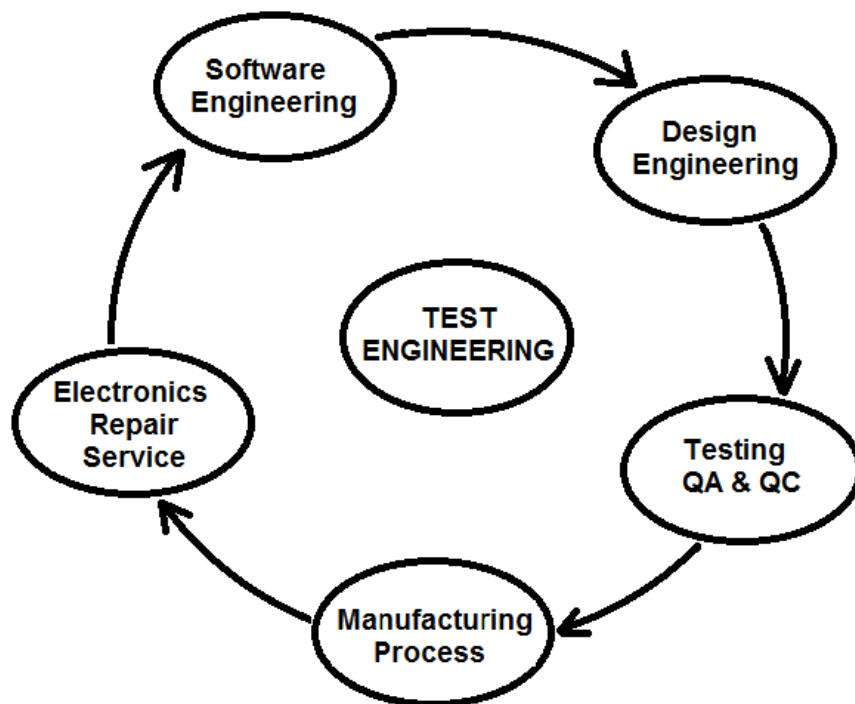 Software
Engineering
Design
Engineering
TEST
ENGINEERING
Electronics
Repair
Service
Testing
QA & QC
Manufacturing
Process